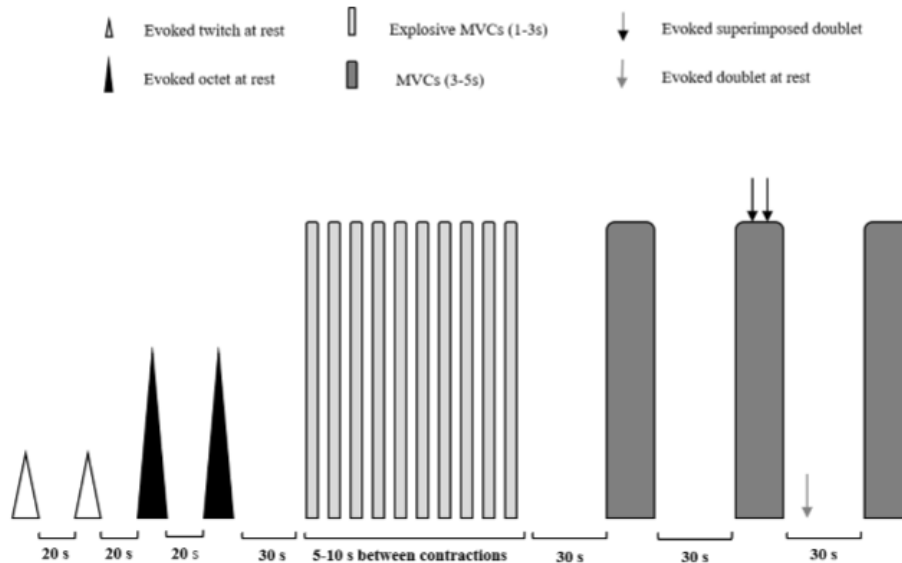 Evoked twitch at rest
Explosive MVCs (1-3s)
Evoked superimposed doublet
Evoked octet at rest
MVCs (3-5s)
Evoked doublet at rest
20 s
20 s
20 s
30 s
5-10 s between contractions
30 s
30 s
30 s